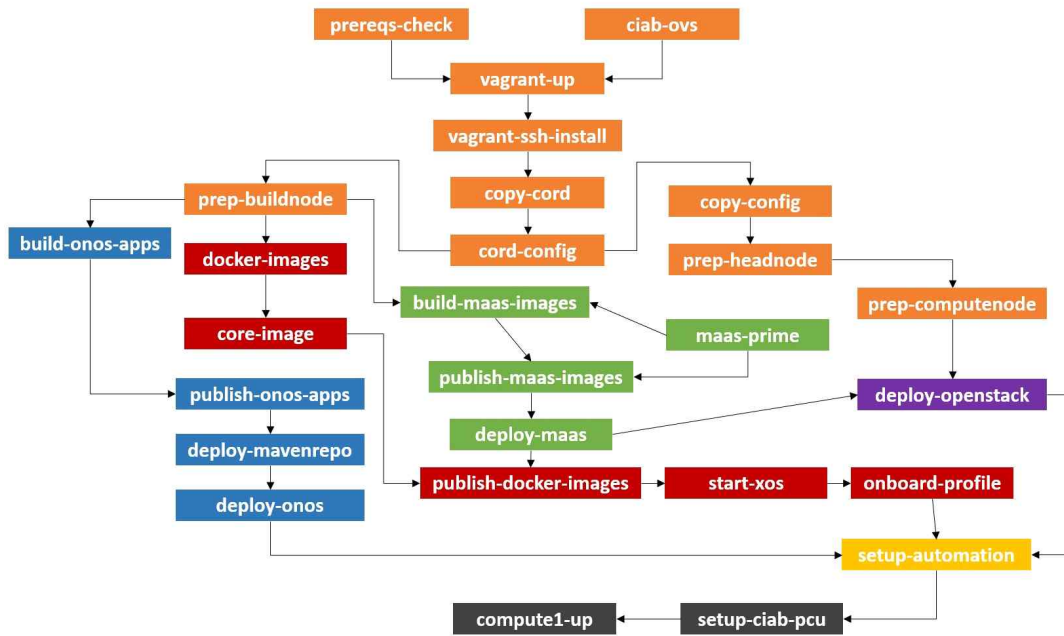 prereqs-check
ciab-ovs
vagrant-up
vagrant-ssh-install
prep-buildnode
copy-cord
copy-config
build-onos-apps
docker-images
cord-config
prep-headnode
build-maas-images
prep-computenode
core-image
maas-prime
publish-maas-images
publish-onos-apps
deploy-openstack
deploy-maas
deploy-mavenrepo
publish-docker-images
start-xos
onboard-profile
deploy-onos
setup-automation
compute1-up
setup-ciab-pcu